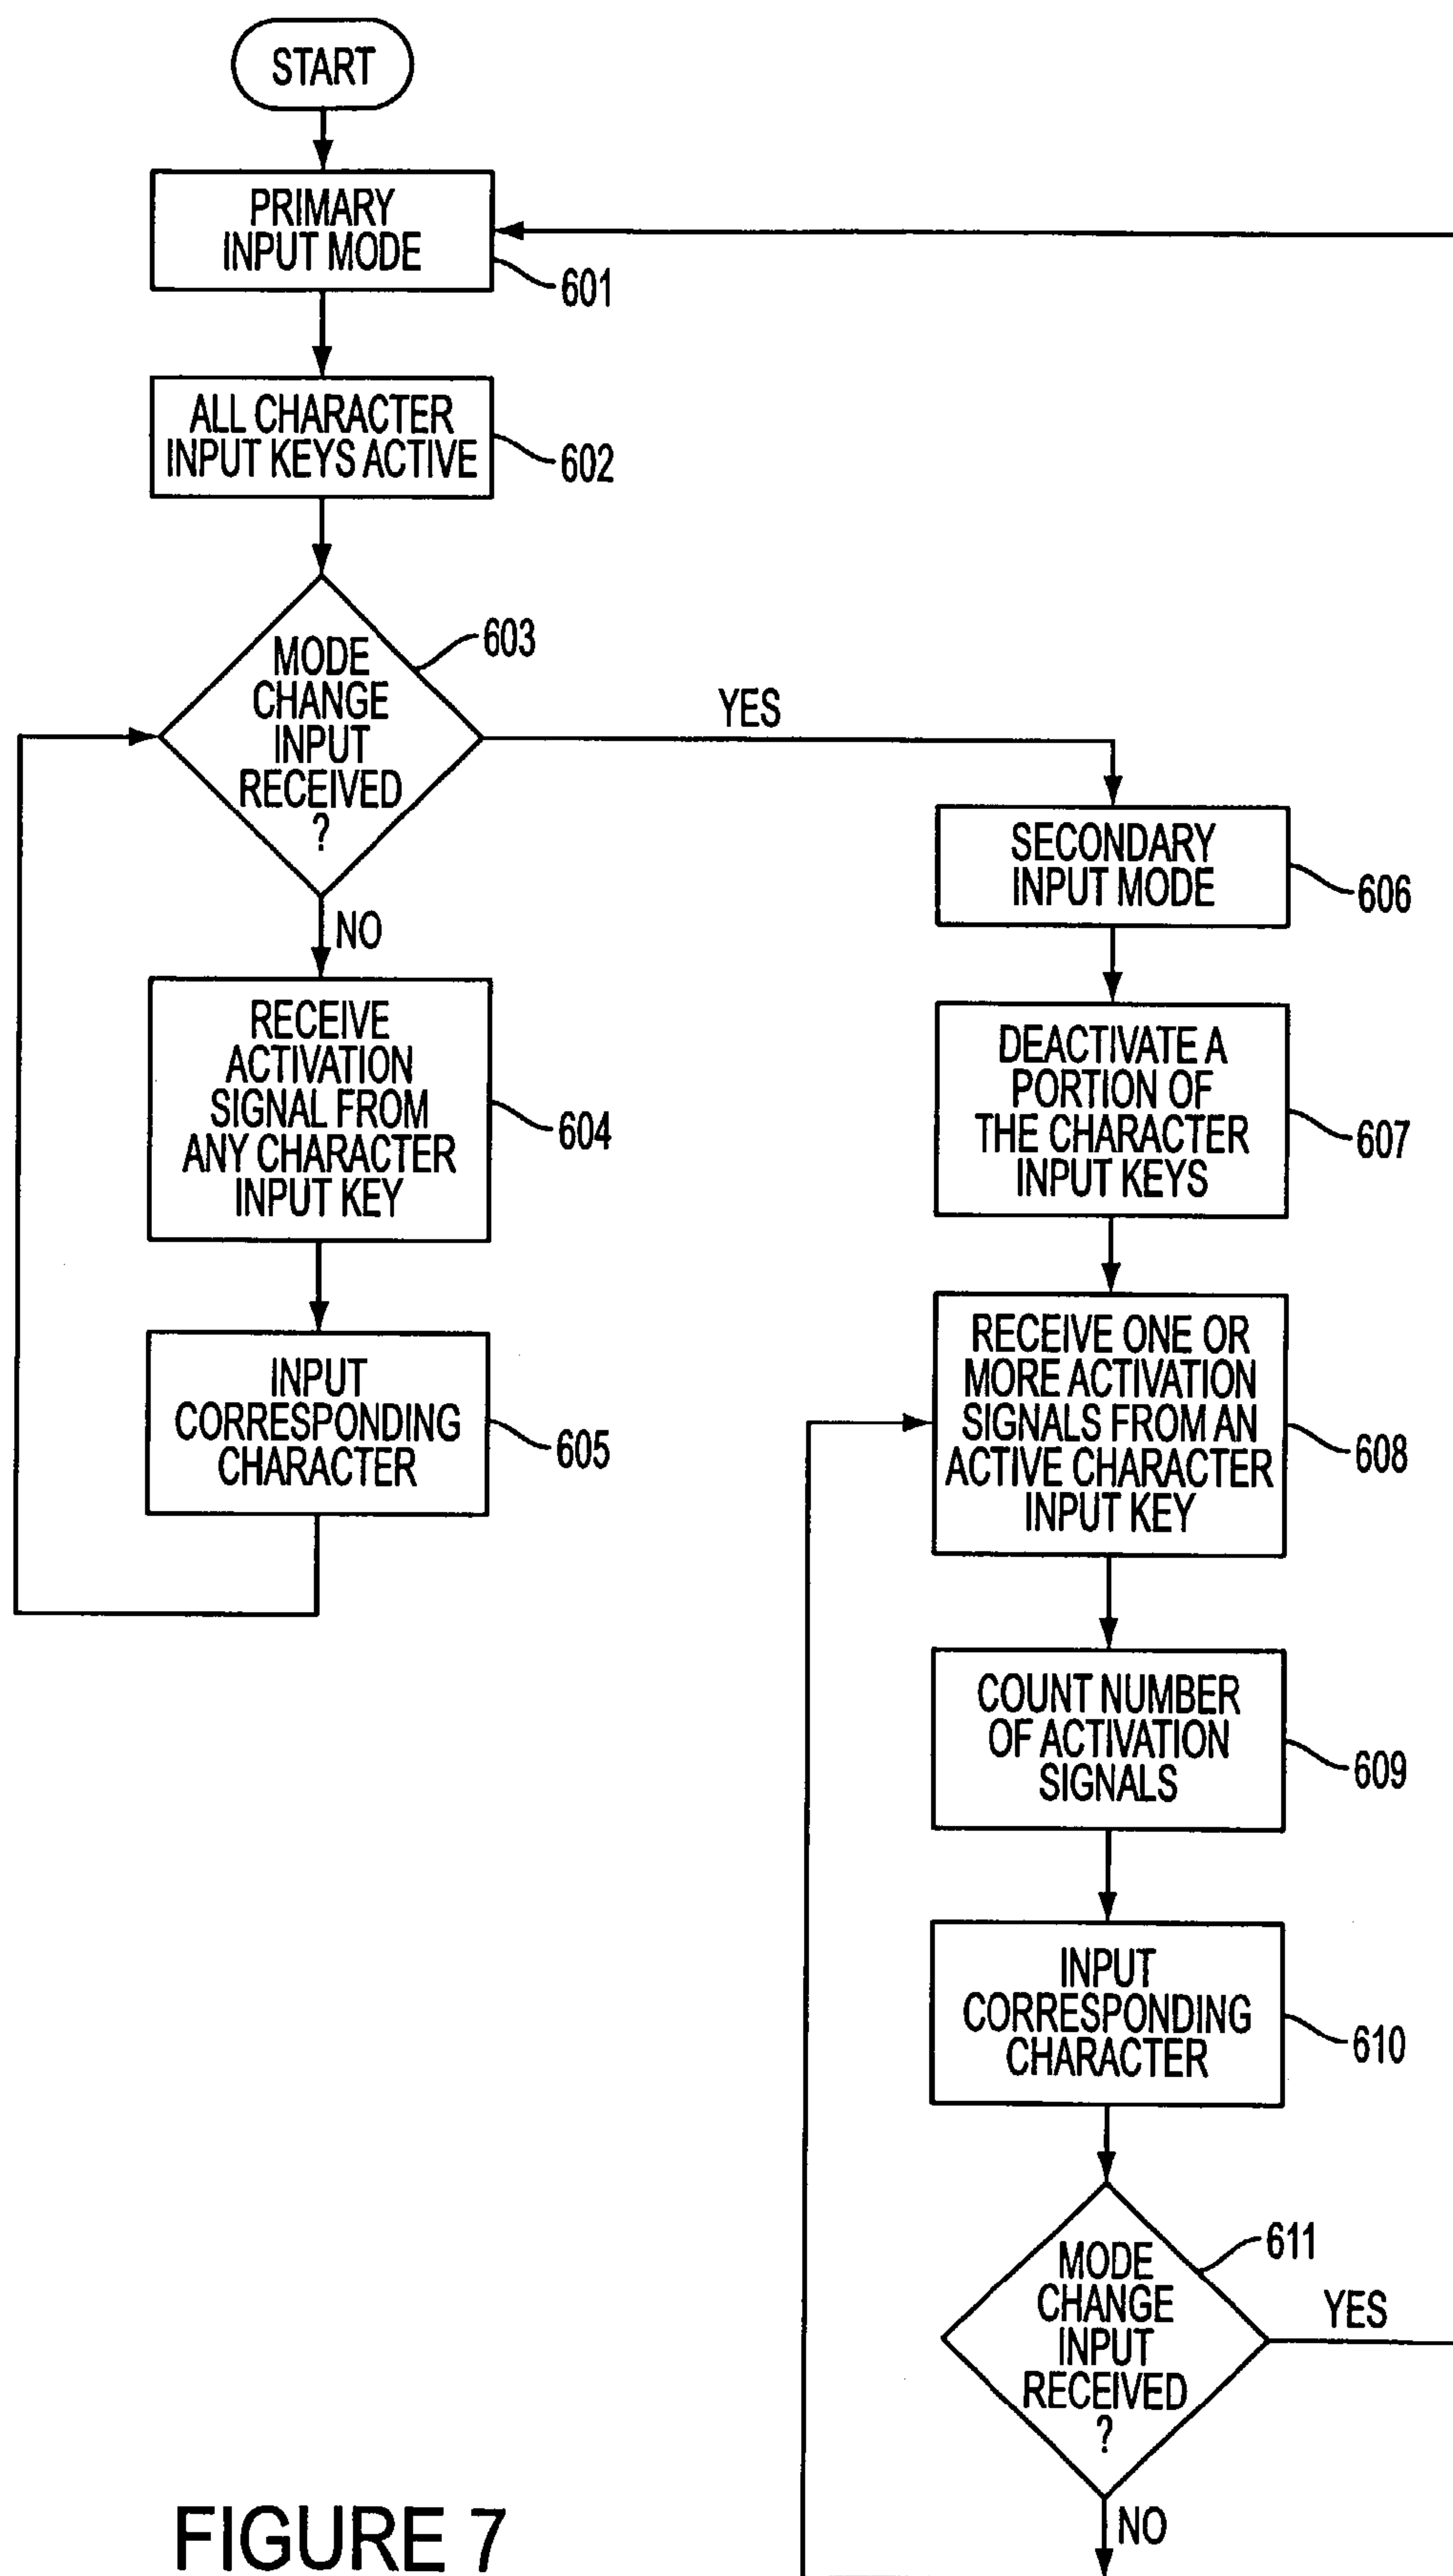 START
PRIMARY
INPUT MODE
601
ALL CHARACTER
INPUT KEYS ACTIVE
602
MODE
CHANGE
INPUT
RECEIVED
?
603
YES
NO
RECEIVE
ACTIVATION
SIGNAL FROM
ANY CHARACTER
INPUT KEY
604
INPUT
CORRESPONDING
CHARACTER
605
SECONDARY
INPUT MODE
606
DEACTIVATE A
PORTION OF
THE CHARACTER
INPUT KEYS
607
RECEIVE ONE OR
MORE ACTIVATION
SIGNALS FROM AN
ACTIVE CHARACTER
INPUT KEY
608
COUNT NUMBER
OF ACTIVATION
SIGNALS
609
INPUT
CORRESPONDING
CHARACTER
610
MODE
CHANGE
INPUT
RECEIVED
?
611
YES
NO
FIGURE 7